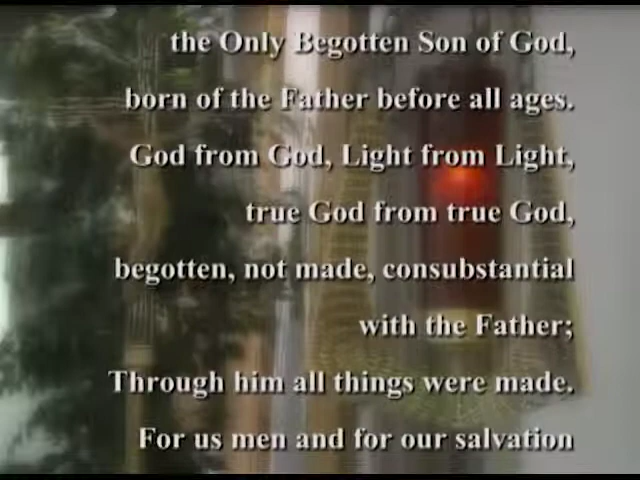 the Only Begotten Son of God,
born of the Father before all ages.
God from God, Light from Light,
true God from true God,
begotten, not made, consubstantial
with the Father;
Through him all things were made.
For us men and for our salvation